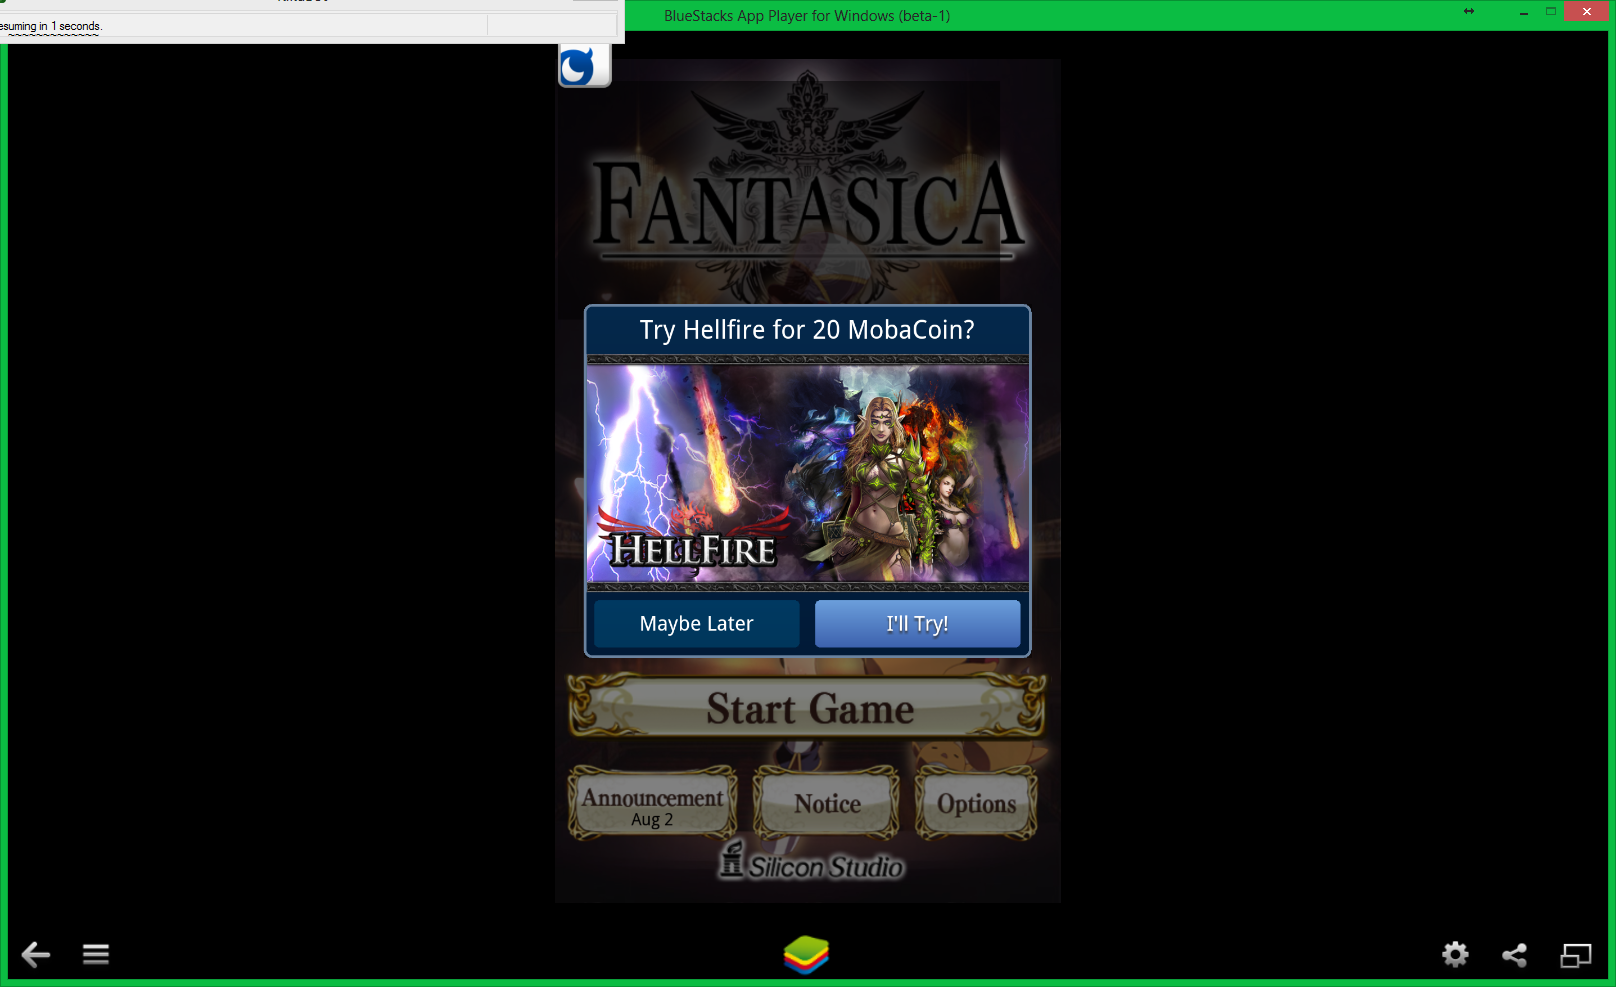 esuming in 1 seconds.
BlueStacks App Player for Windows (beta-1)
FANTASICA
Try Hellfire for 20 MobaCoin?
HELLFIRE
Maybe Later
I'll Try!
Start Game
Announcement
Aug 2
Notice
Options
Silicon Studio